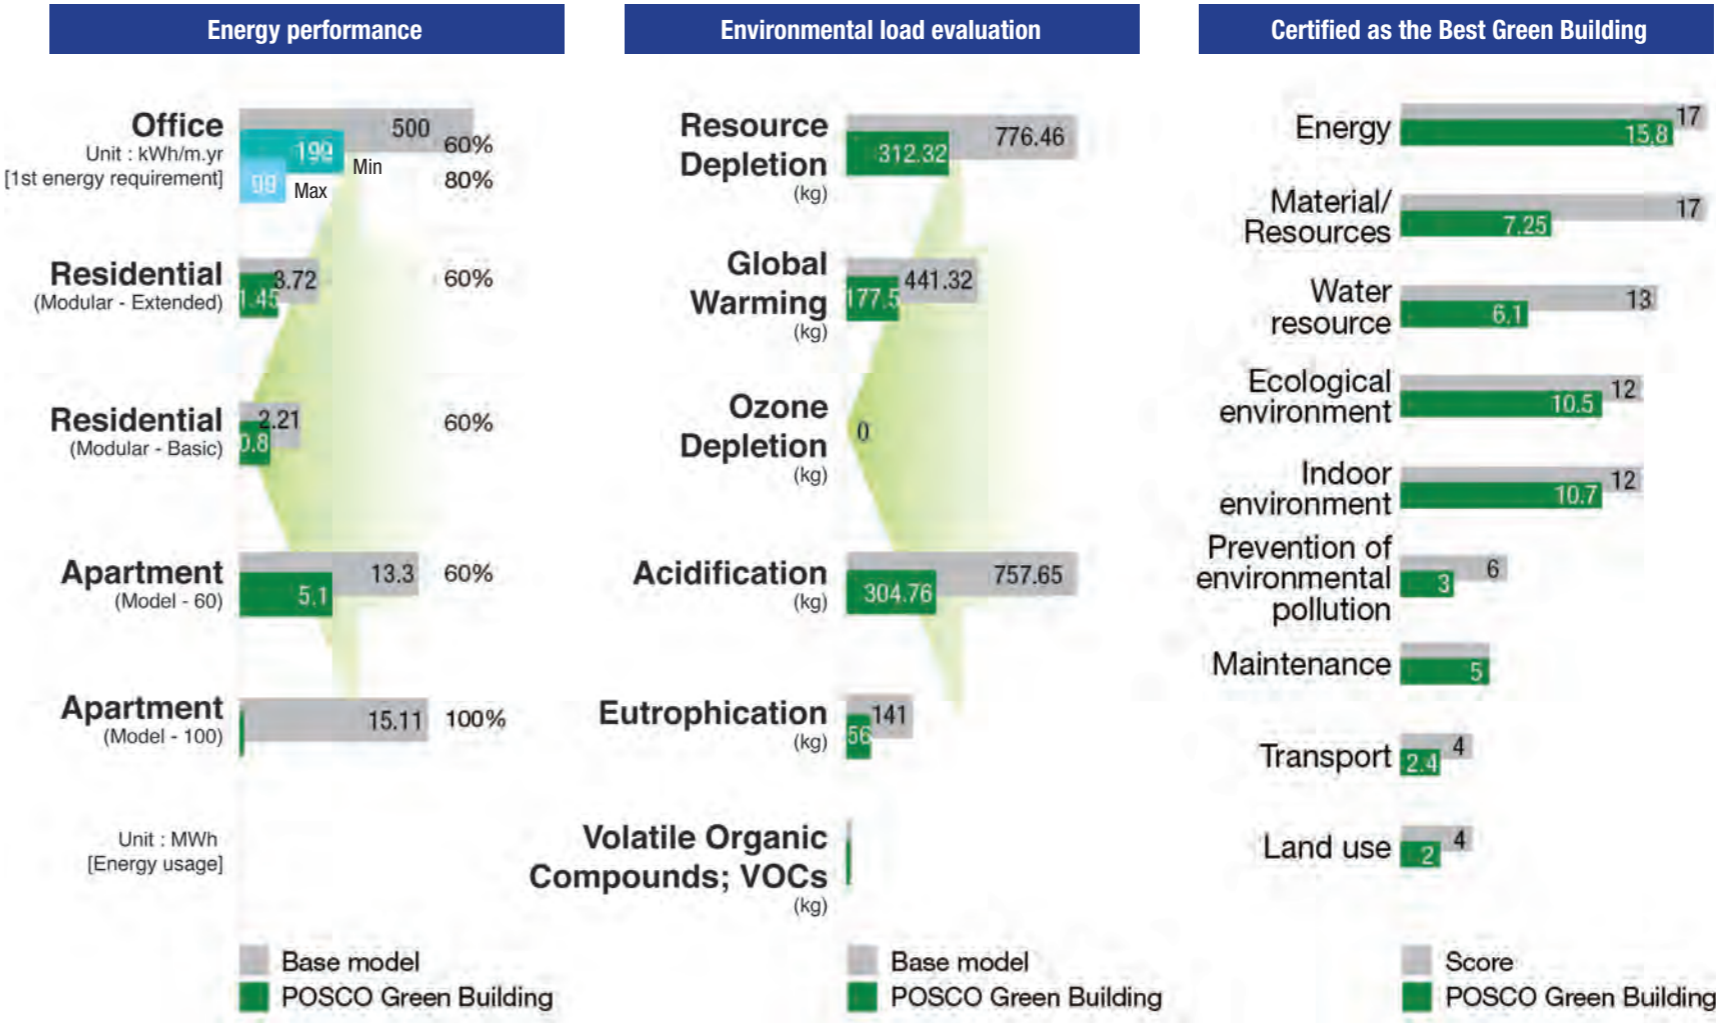 Energy performance
Office
Unit : kWh/m.yr
[1st energy requirement]
500
199
99
Min
Max
60%
80%
Residential
(Modular - Extended)
3.72
1.45
60%
Residential
(Modular - Basic)
2.21
0.8
60%
Apartment
(Model - 60)
13.3
5.1
60%
Apartment
(Model - 100)
15.11
100%
Unit : MWh
[Energy usage]
Base model
POSCO Green Building
Environmental load evaluation
Resource
Depletion
(kg)
776.46
312.32
Global
Warming
(kg)
441.32
177.5
Ozone
Depletion
(kg)
0
Acidification
(kg)
757.65
304.76
Eutrophication
(kg)
141
56
Volatile Organic
Compounds; VOCs
(kg)
Base model
POSCO Green Building
Certified as the Best Green Building
Energy
17
15,8
Material/
Resources
17
7.25
Water
resource
13
6.1
Ecological
environment
12
10.5
Indoor
environment
12
10.7
Prevention of
environmental
pollution
6
3
Maintenance
5
Transport
4
2.4
Land use
4
2
Score
POSCO Green Building